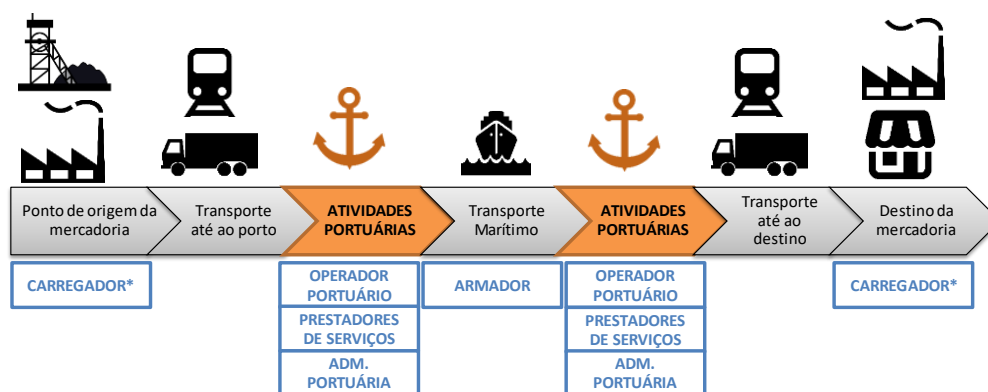 Ponto de origem da
mercadoria
Transporte
até ao porto
ATIVIDADES
PORTUÁRIAS
Transporte
Marítimo
ATIVIDADES
PORTUÁRIAS
Transporte
até ao
destino
Destino da
mercadoria
CARREGADOR*
OPERADOR
PORTUÁRIO
ARMADOR
OPERADOR
PORTUÁRIO
CARREGADOR*
PRESTADORES
DE SERVIÇOS
PRESTADORES
DE SERVIÇOS
ADM.
PORTUÁRIA
ADM.
PORTUÁRIA